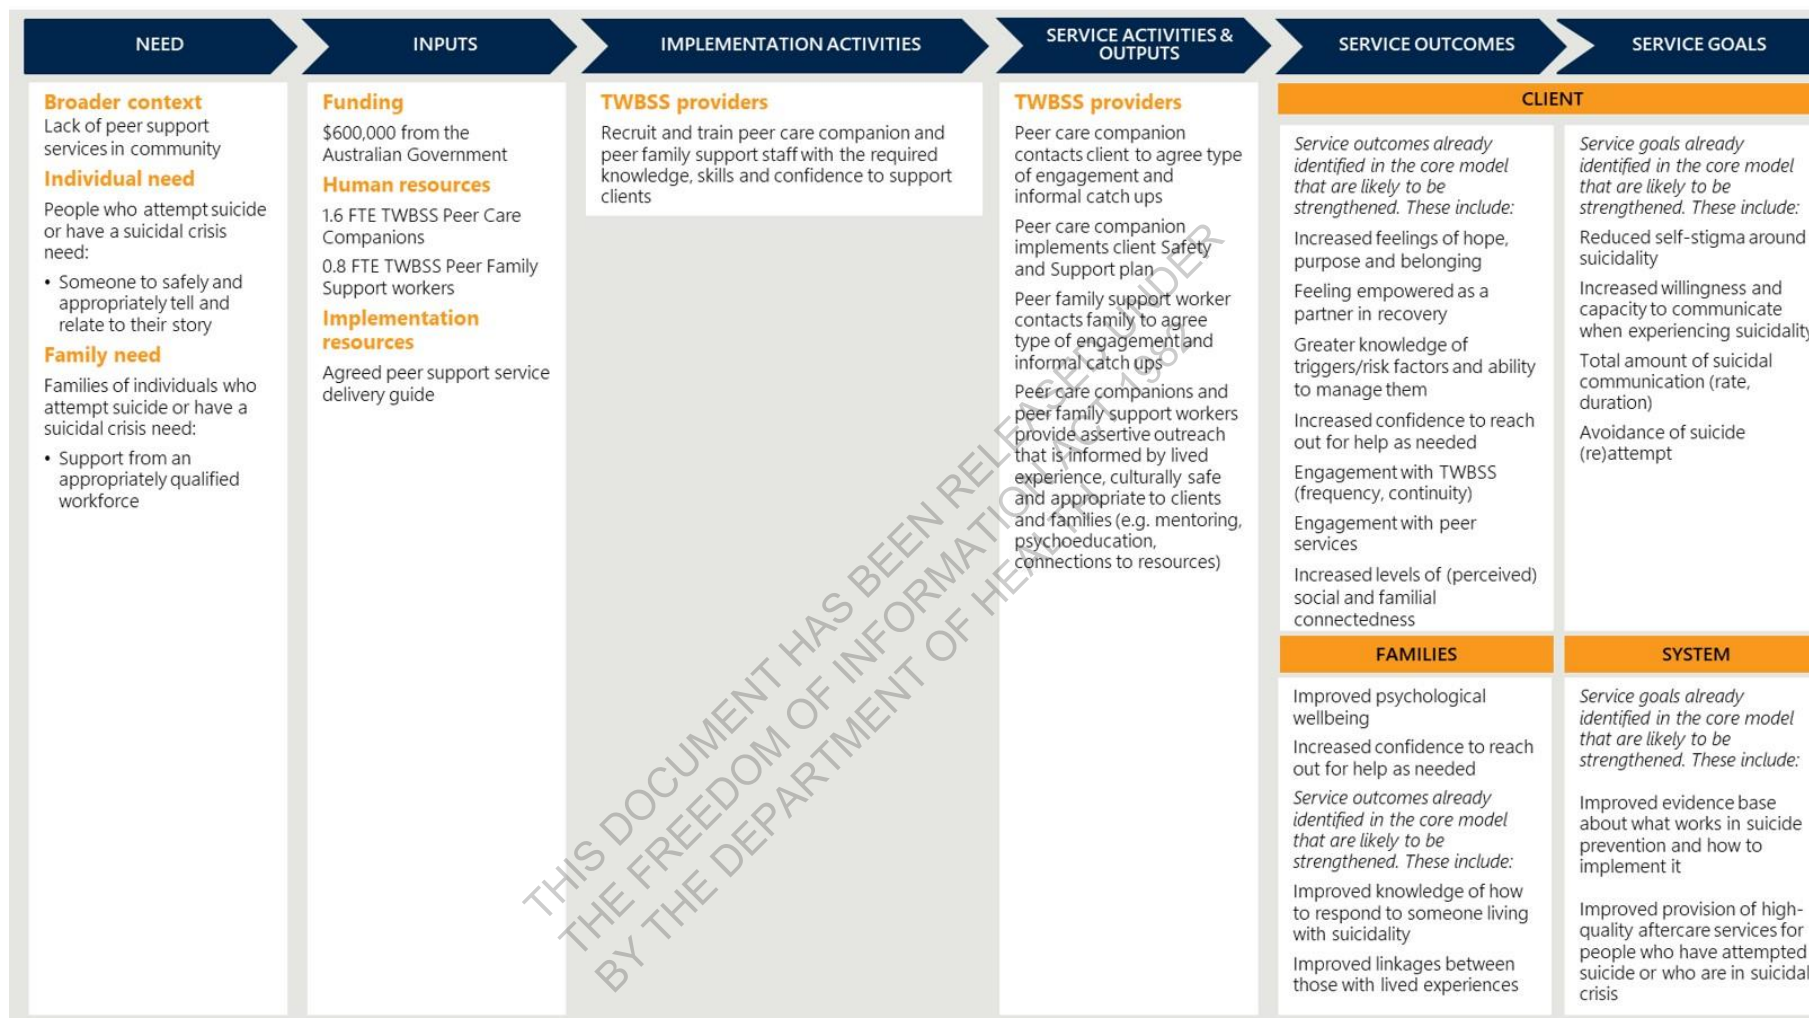 NEED
INPUTS
IMPLEMENTATION ACTIVITIES
SERVICE ACTIVITIES &
OUTPUTS
SERVICE OUTCOMES
SERVICE GOALS
Broader context
Lack of peer support
services in community
Individual need
People who attempt suicide
or have a suicidal crisis
need:
• Someone to safely and
appropriately tell and
relate to their story
Family need
Families of individuals who
attempt suicide or have a
suicidal crisis need:
• Support from an
appropriately qualified
workforce
Funding
$600,000 from the
Australian Government
Human resources
1.6 FTE TWBSS Peer Care
Companions
0.8 FTE TWBSS Peer Family
Support workers
Implementation
resources
Agreed peer support service
delivery guide
TWBSS providers
Recruit and train peer care companion and
peer family support staff with the required
knowledge, skills and confidence to support
clients
TWBSS providers
Peer care companion
contacts client to agree type
of engagement and
informal catch ups
Peer care companion
implements client Safety
and Support plan
Peer family support worker
contacts family to agree
type of engagement and
informal catch ups
Peer care companions and
peer family support workers
provide assertive outreach
that is informed by lived
experience, culturally safe
and appropriate to clients
and families (e.g. mentoring,
psychoeducation,
connections to resources)
CLIENT
Service outcomes already
identified in the core model
that are likely to be
strengthened. These include:
Increased feelings of hope,
purpose and belonging
Feeling empowered as a
partner in recovery
Greater knowledge of
triggers/risk factors and ability
to manage them
Increased confidence to reach
out for help as needed
Engagement with TWBSS
(frequency, continuity)
Engagement with peer
services
Increased levels of (perceived)
social and familial
connectedness
Service goals already
identified in the core model
that are likely to be
strengthened. These include:
Reduced self-stigma around
suicidality
Increased willingness and
capacity to communicate
when experiencing suicidality
Total amount of suicidal
communication (rate,
duration)
Avoidance of suicide
(re)attempt
FAMILIES
Improved psychological
wellbeing
Increased confidence to reach
out for help as needed
Service outcomes already
identified in the core model
that are likely to be
strengthened. These include:
Improved knowledge of how
to respond to someone living
with suicidality
Improved linkages between
those with lived experiences
SYSTEM
Service goals already
identified in the core model
that are likely to be
strengthened. These include:
Improved evidence base
about what works in suicide
prevention and how to
implement it
Improved provision of high-
quality aftercare services for
people who have attempted
suicide or who are in suicidal
crisis
THIS DOCUMENT HAS BEEN RELEASED UNDER
THE FREEDOM OF INFORMATION ACT 1982
BY THE DEPARTMENT OF HEALTH